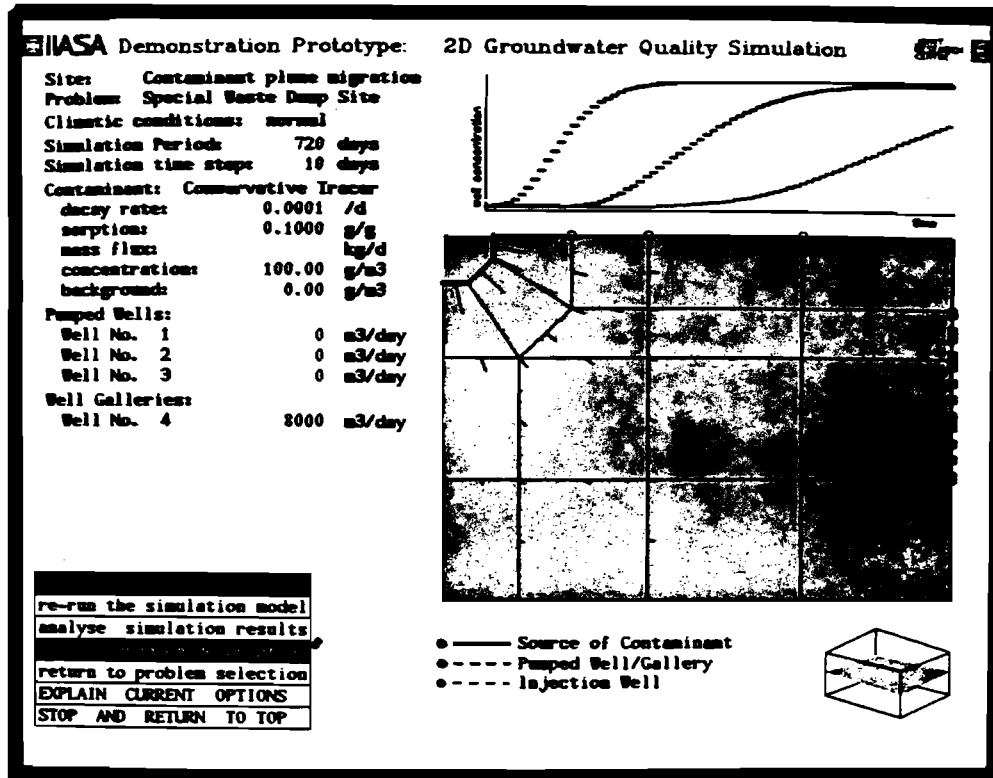 IIASA Demonstration Prototype: 2D Groundwater Quality Simulation
Site: Contaminant plume migration
Problem: Special Waste Dump Site
Climatic conditions: normal
Simulation Period: 720 days
Simulation time step: 10 days
Contaminant: Conservative Tracer
decay rate: 0.0001 /d
sorption: 0.1000 g/g
mass flux: kg/d
concentration: 100.00 g/m3
background: 0.00 g/m3
Pumped Wells:
Well No. 1 0 m3/day
Well No. 2 0 m3/day
Well No. 3 0 m3/day
Well Galleries:
Well No. 4 8000 m3/day
well concentration
time
re-run the simulation model
analyse simulation results
return to problem selection
EXPLAIN CURRENT OPTIONS
STOP AND RETURN TO TOP
Source of Contaminant
Pumped Well/Gallery
Injection Well